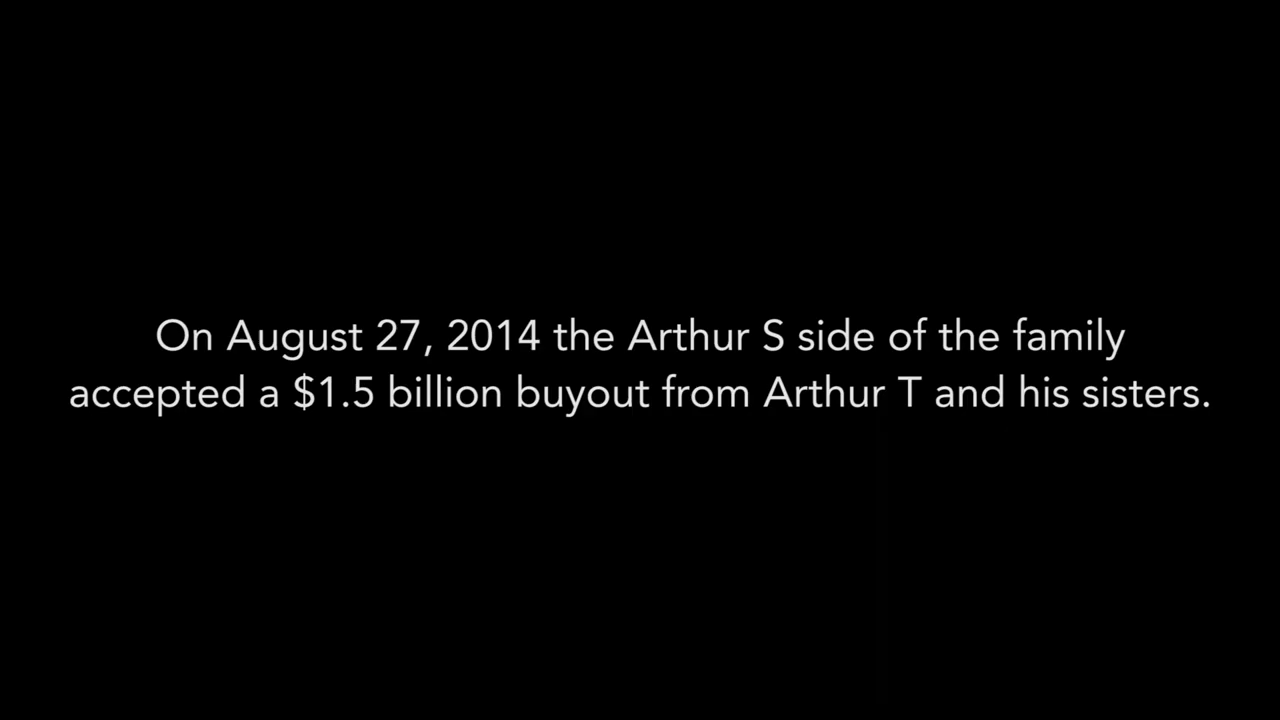 On August 27, 2014 the Arthur S side of the family
accepted a $1.5 billion buyout from Arthur T and his sisters.